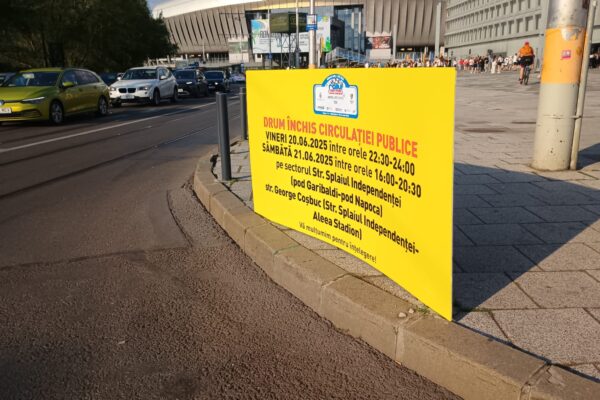 DRUM ÎNCHIS CIRCULAȚIEI PUBLICE
VINERI 20.06.2025 între orele 22:30-24:00
SÂMBĂTĂ 21.06.2025 între orele 16:00-20:30
pe sectorul Str. Splaiul Independenței
(pod Garibaldi-pod Napoca)
str. George Coșbuc (Str. Splaiul Independenței-
Aleea Stadion)
Vă mulțumim pentru înțelegere!